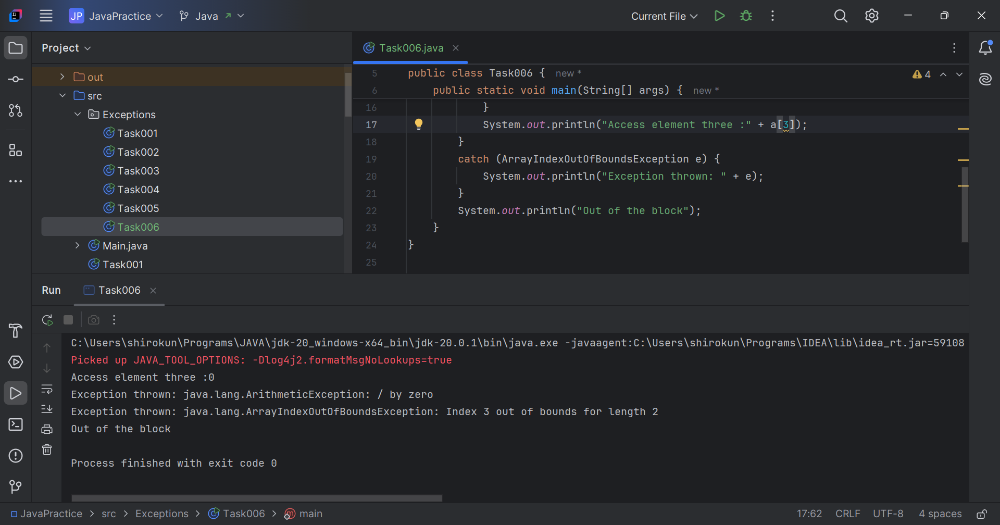 JP JavaPractice
Java
Current File
Project
Task006.java
out
src
Exceptions
Task001
Task002
Task003
Task004
Task005
Task006
Main.java
Task001
4
5 public class Task006 { new *
6 public static void main(String[] args) { new *
16 }
17 System.out.println("Access element three :" + a[3]);
18 }
19 catch (ArrayIndexOutOfBoundsException e) {
20 System.out.println("Exception thrown: " + e);
21 }
22 System.out.println("Out of the block");
23 }
24 }
25
Run
Task006
C:\Users\shirokun\Programs\JAVA\jdk-20_windows-x64_bin\jdk-20.0.1\bin\java.exe -javaagent:C:\Users\shirokun\Programs\IDEA\lib\idea_rt.jar=59108
Picked up JAVA_TOOL_OPTIONS: -Dlog4j2.formatMsgNoLookups=true
Access element three :0
Exception thrown: java.lang.ArithmeticException: / by zero
Exception thrown: java.lang.ArrayIndexOutOfBoundsException: Index 3 out of bounds for length 2
Out of the block
Process finished with exit code 0
JavaPractice > src > Exceptions > Task006 > main
17:62 CRLF UTF-8 4 spaces